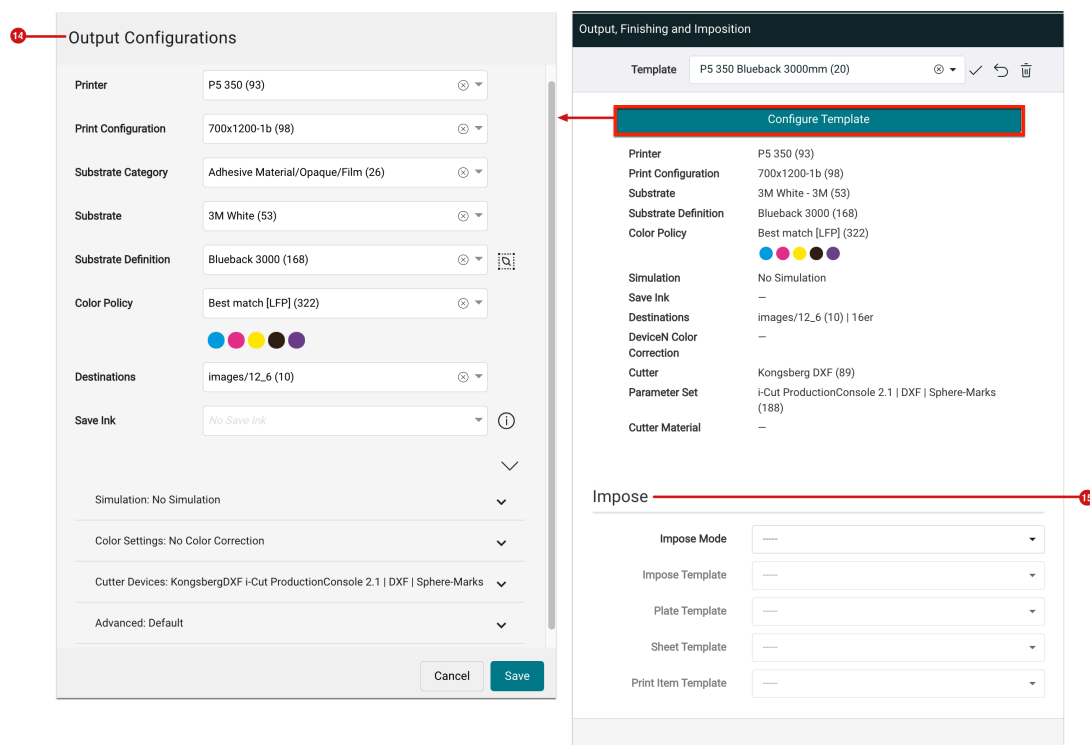 14
Output Configurations
Printer
P5 350 (93)
Print Configuration
700x1200-1b (98)
Substrate Category
Adhesive Material/Opaque/Film (26)
Substrate
3M White (53)
Substrate Definition
Blueback 3000 (168)
Color Policy
Best match [LFP] (322)
Destinations
images/12_6 (10)
Save Ink
No Save Ink
Simulation: No Simulation
Color Settings: No Color Correction
Cutter Devices: KongsbergDXF i-Cut ProductionConsole 2.1 | DXF | Sphere-Marks
Advanced: Default
Cancel
Save
Output, Finishing and Imposition
Template
P5 350 Blueback 3000mm (20)
Configure Template
Printer
P5 350 (93)
Print Configuration
700x1200-1b (98)
Substrate
3M White - 3M (53)
Substrate Definition
Blueback 3000 (168)
Color Policy
Best match [LFP] (322)
Simulation
No Simulation
Save Ink
—
Destinations
images/12_6 (10) | 16er
DeviceN Color
Correction
—
Cutter
Kongsberg DXF (89)
Parameter Set
i-Cut ProductionConsole 2.1 | DXF | Sphere-Marks
(188)
Cutter Material
—
Impose
15
Impose Mode
-----
Impose Template
-----
Plate Template
-----
Sheet Template
-----
Print Item Template
-----